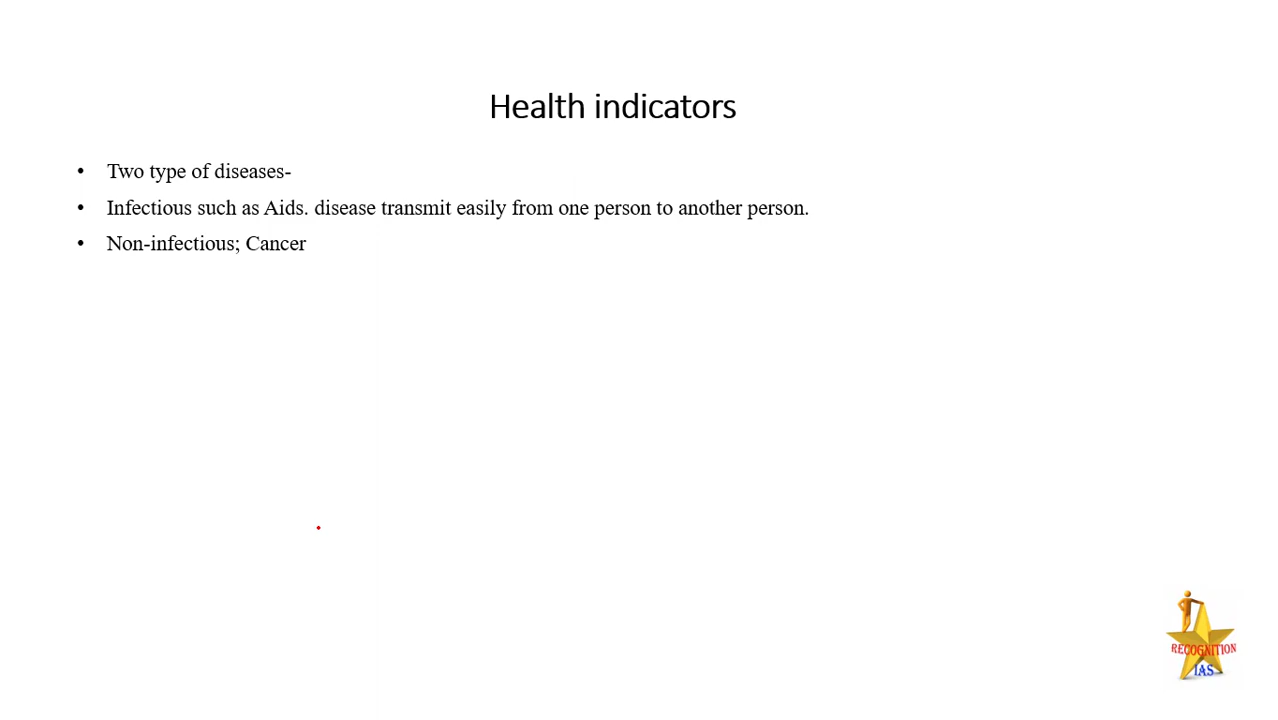 Health indicators
• Two type of diseases-
• Infectious such as Aids. disease transmit easily from one person to another person.
• Non-infectious; Cancer
RECOGNITION
IAS